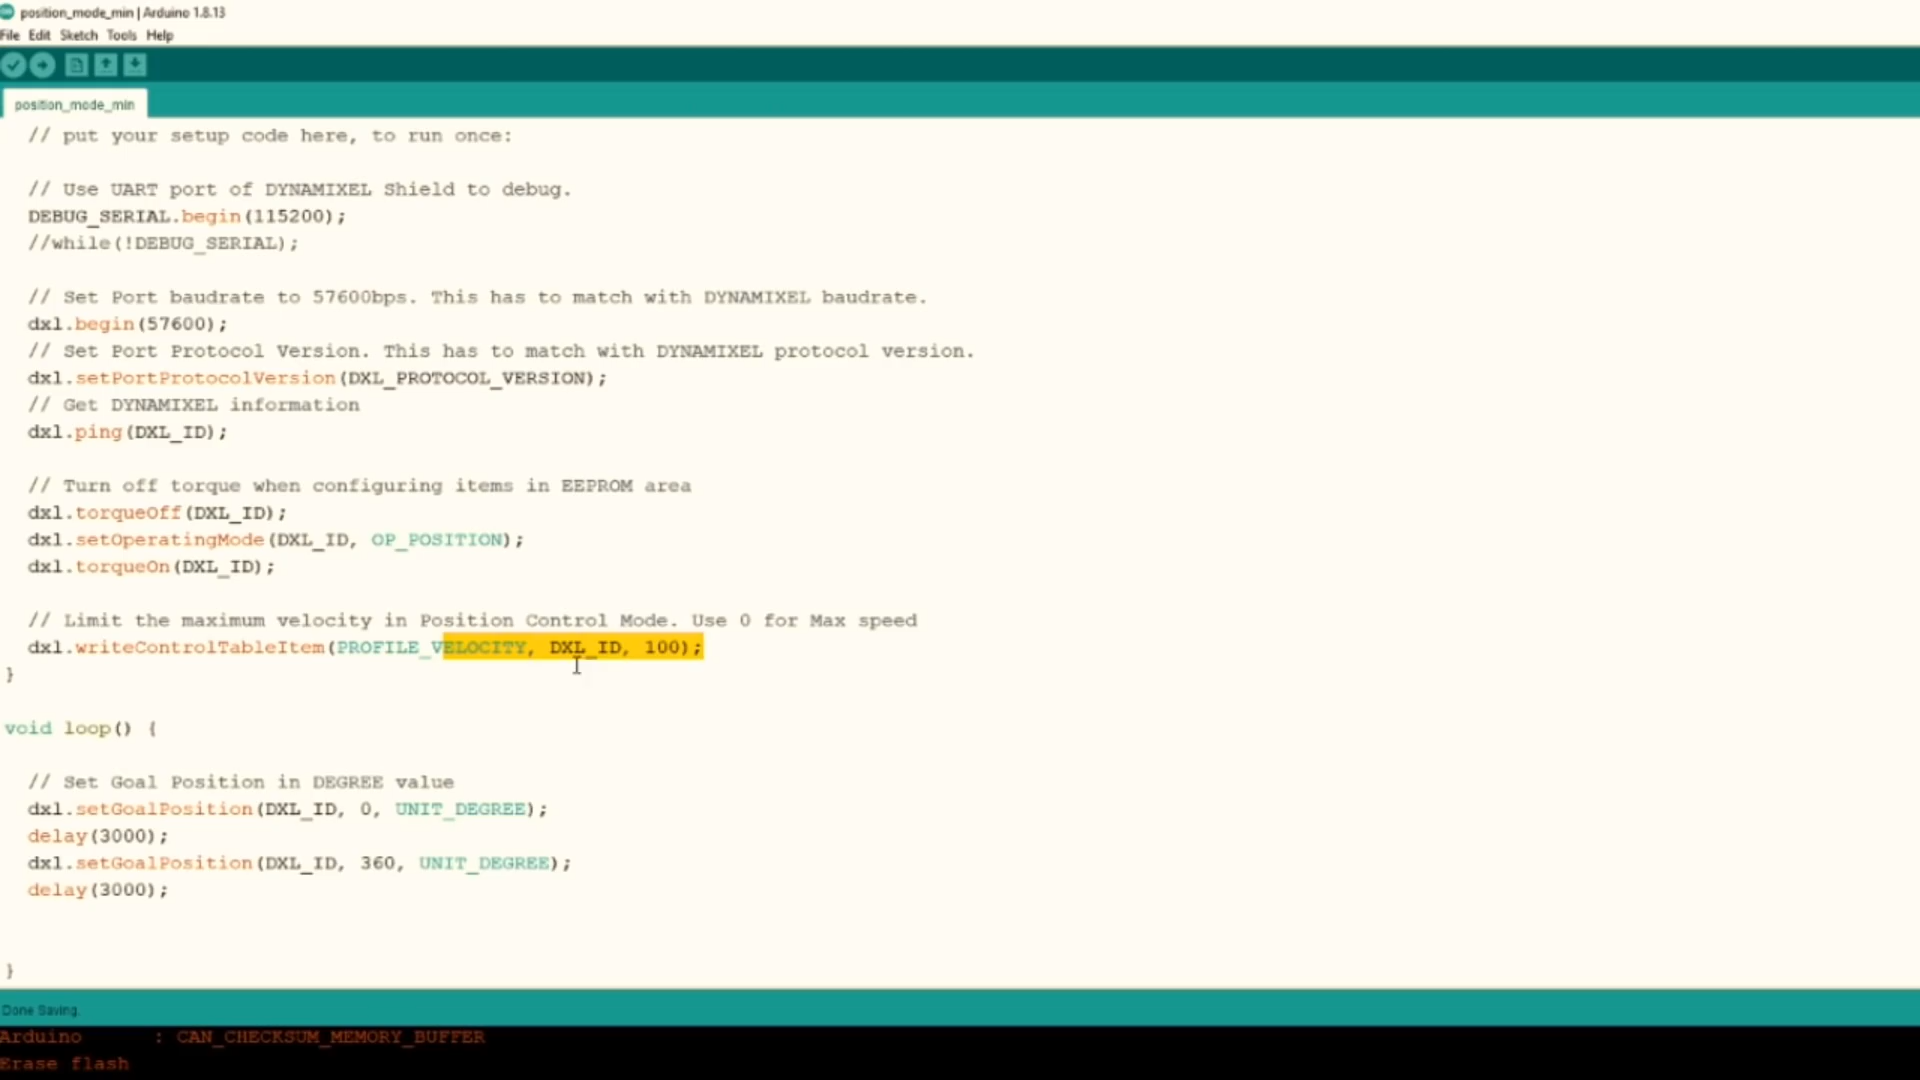 position_mode_min | Arduino 1.8.13
File Edit Sketch Tools Help
position_mode_min
// put your setup code here, to run once:
// Use UART port of DYNAMIXEL Shield to debug.
DEBUG_SERIAL.begin(115200);
//while(!DEBUG_SERIAL);
// Set Port baudrate to 57600bps. This has to match with DYNAMIXEL baudrate.
dxl.begin(57600);
// Set Port Protocol Version. This has to match with DYNAMIXEL protocol version.
dxl.setPortProtocolVersion(DXL_PROTOCOL_VERSION);
// Get DYNAMIXEL information
dxl.ping(DXL_ID);
// Turn off torque when configuring items in EEPROM area
dxl.torqueOff(DXL_ID);
dxl.setOperatingMode(DXL_ID, OP_POSITION);
dxl.torqueOn(DXL_ID);
// Limit the maximum velocity in Position Control Mode. Use 0 for Max speed
dxl.writeControlTableItem(PROFILE_VELOCITY, DXL_ID, 100);
}
void loop() {
// Set Goal Position in DEGREE value
dxl.setGoalPosition(DXL_ID, 0, UNIT_DEGREE);
delay(3000);
dxl.setGoalPosition(DXL_ID, 360, UNIT_DEGREE);
delay(3000);
}
Done Saving.
Arduino : CAN_CHECKSUM_MEMORY_BUFFER
Erase flash